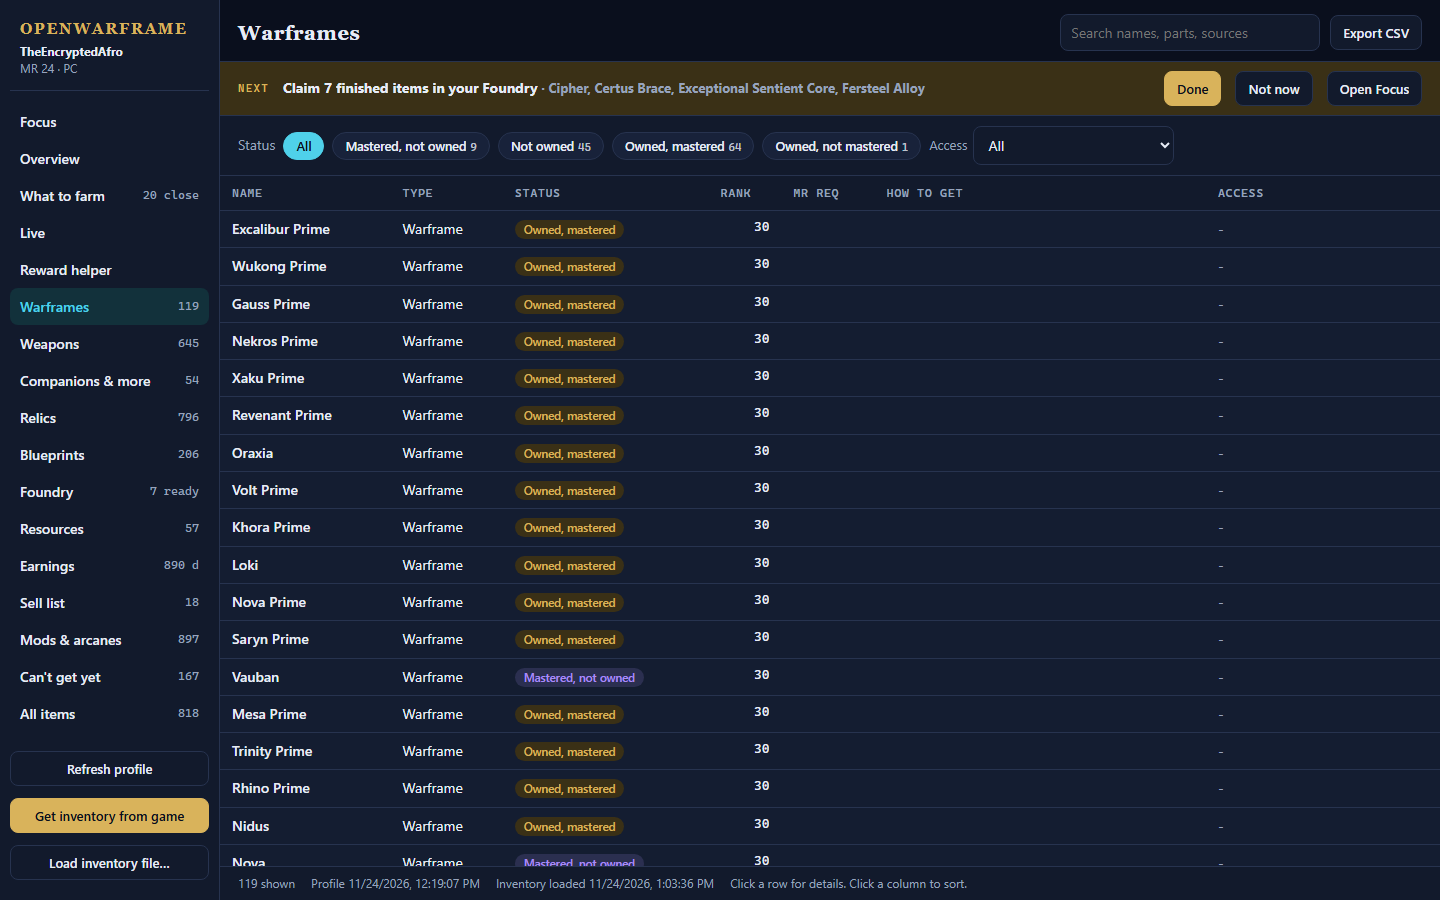 OPENWARFRAME
TheEncryptedAfro
MR 24 · PC
Focus
Overview
What to farm 20 close
Live
Reward helper
Warframes 119
Weapons 645
Companions & more 54
Relics 796
Blueprints 206
Foundry 7 ready
Resources 57
Earnings 890 d
Sell list 18
Mods & arcanes 897
Can't get yet 167
All items 818
Refresh profile
Get inventory from game
Load inventory file...
Warframes
Search names, parts, sources
Export CSV
NEXT Claim 7 finished items in your Foundry · Cipher, Certus Brace, Exceptional Sentient Core, Fersteel Alloy Done Not now Open Focus
Status All Mastered, not owned 9 Not owned 45 Owned, mastered 64 Owned, not mastered 1 Access All
NAME TYPE STATUS RANK MR REQ HOW TO GET ACCESS
Excalibur Prime Warframe Owned, mastered 30 -
Wukong Prime Warframe Owned, mastered 30 -
Gauss Prime Warframe Owned, mastered 30 -
Nekros Prime Warframe Owned, mastered 30 -
Xaku Prime Warframe Owned, mastered 30 -
Revenant Prime Warframe Owned, mastered 30 -
Oraxia Warframe Owned, mastered 30 -
Volt Prime Warframe Owned, mastered 30 -
Khora Prime Warframe Owned, mastered 30 -
Loki Warframe Owned, mastered 30 -
Nova Prime Warframe Owned, mastered 30 -
Saryn Prime Warframe Owned, mastered 30 -
Vauban Warframe Mastered, not owned 30 -
Mesa Prime Warframe Owned, mastered 30 -
Trinity Prime Warframe Owned, mastered 30 -
Rhino Prime Warframe Owned, mastered 30 -
Nidus Warframe Owned, mastered 30 -
Nova Warframe Mastered, not owned 30 -
119 shown Profile 11/24/2026, 12:19:07 PM Inventory loaded 11/24/2026, 1:03:36 PM Click a row for details. Click a column to sort.